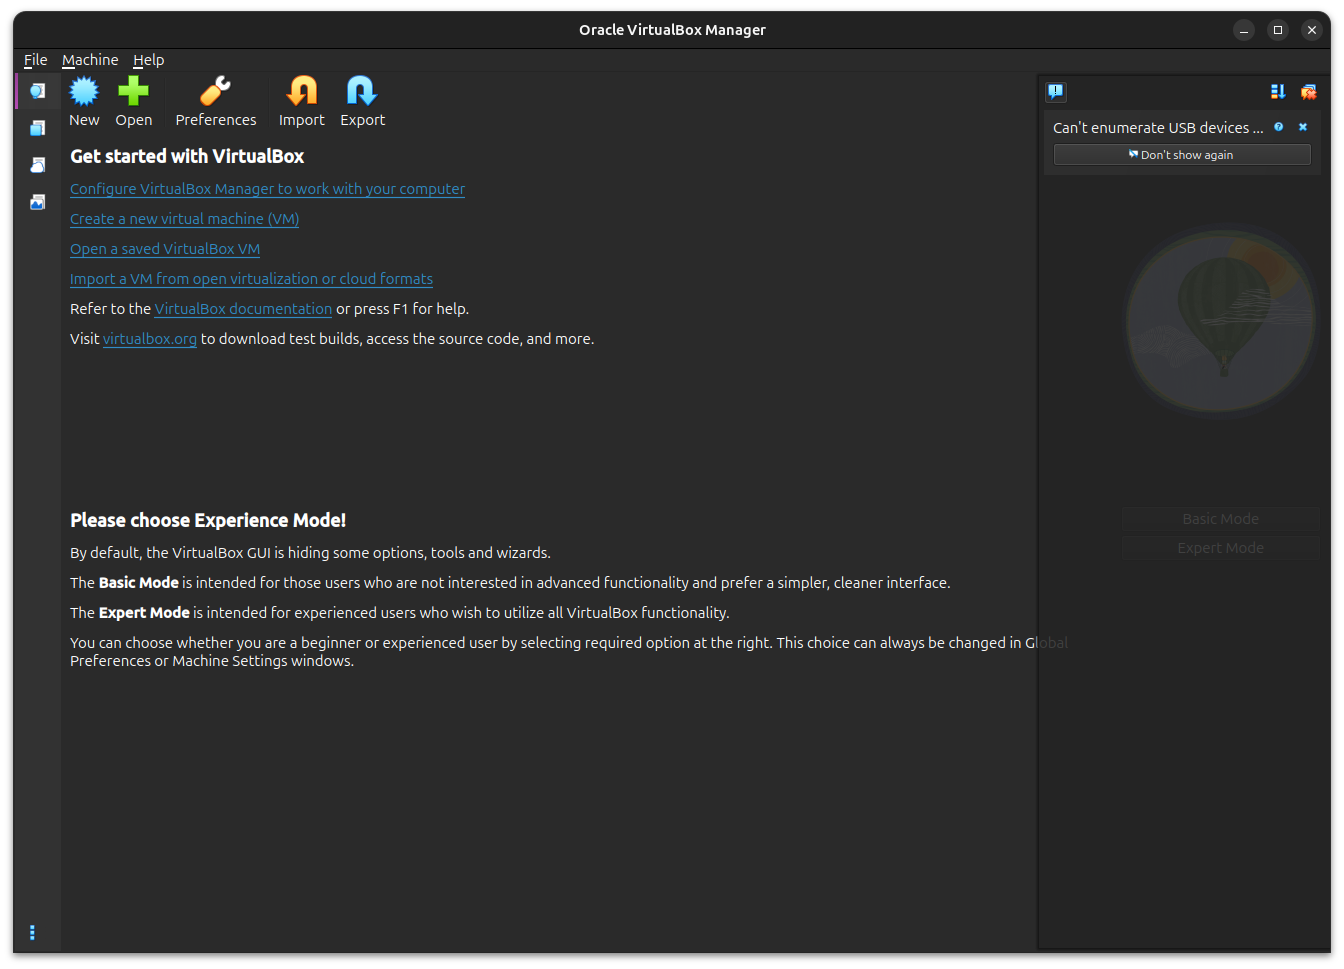 Oracle VirtualBox Manager
File Machine Help
New Open Preferences Import Export
Can't enumerate USB devices ...
Don't show again
Get started with VirtualBox
Configure VirtualBox Manager to work with your computer
Create a new virtual machine (VM)
Open a saved VirtualBox VM
Import a VM from open virtualization or cloud formats
Refer to the VirtualBox documentation or press F1 for help.
Visit virtualbox.org to download test builds, access the source code, and more.
Please choose Experience Mode!
By default, the VirtualBox GUI is hiding some options, tools and wizards.
The Basic Mode is intended for those users who are not interested in advanced functionality and prefer a simpler, cleaner interface.
The Expert Mode is intended for experienced users who wish to utilize all VirtualBox functionality.
You can choose whether you are a beginner or experienced user by selecting required option at the right. This choice can always be changed in Global
Preferences or Machine Settings windows.
Basic Mode
Expert Mode